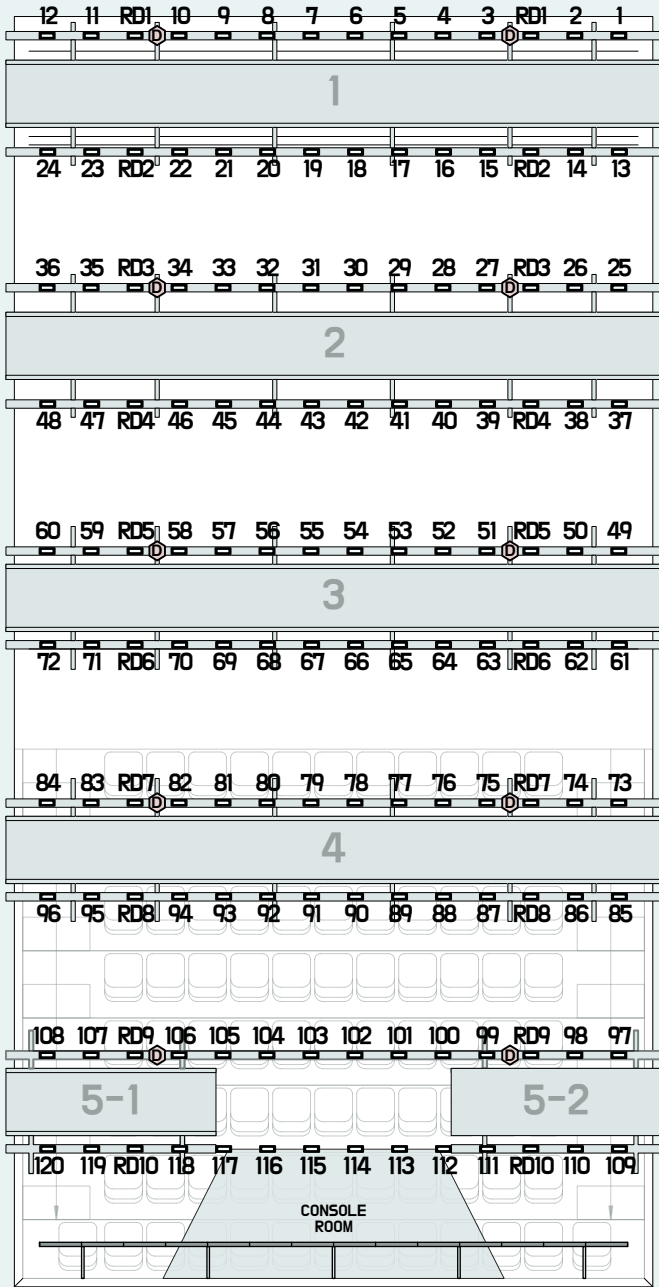 12 11 RD1 10 9 8 7 6 5 4 3 RD1 2 1
D D
1
24 23 RD2 22 21 20 19 18 17 16 15 RD2 14 13
36 35 RD3 34 33 32 31 30 29 28 27 RD3 26 25
D D
2
48 47 RD4 46 45 44 43 42 41 40 39 RD4 38 37
60 59 RD5 58 57 56 55 54 53 52 51 RD5 50 49
D D
3
72 71 RD6 70 69 68 67 66 65 64 63 RD6 62 61
84 83 RD7 82 81 80 79 78 77 76 75 RD7 74 73
D D
4
96 95 RD8 94 93 92 91 90 89 88 87 RD8 86 85
108 107 RD9 106 105 104 103 102 101 100 99 RD9 98 97
D D
5-1 5-2
120 119 RD10 118 117 116 115 114 113 112 111 RD10 110 109
CONSOLE
ROOM